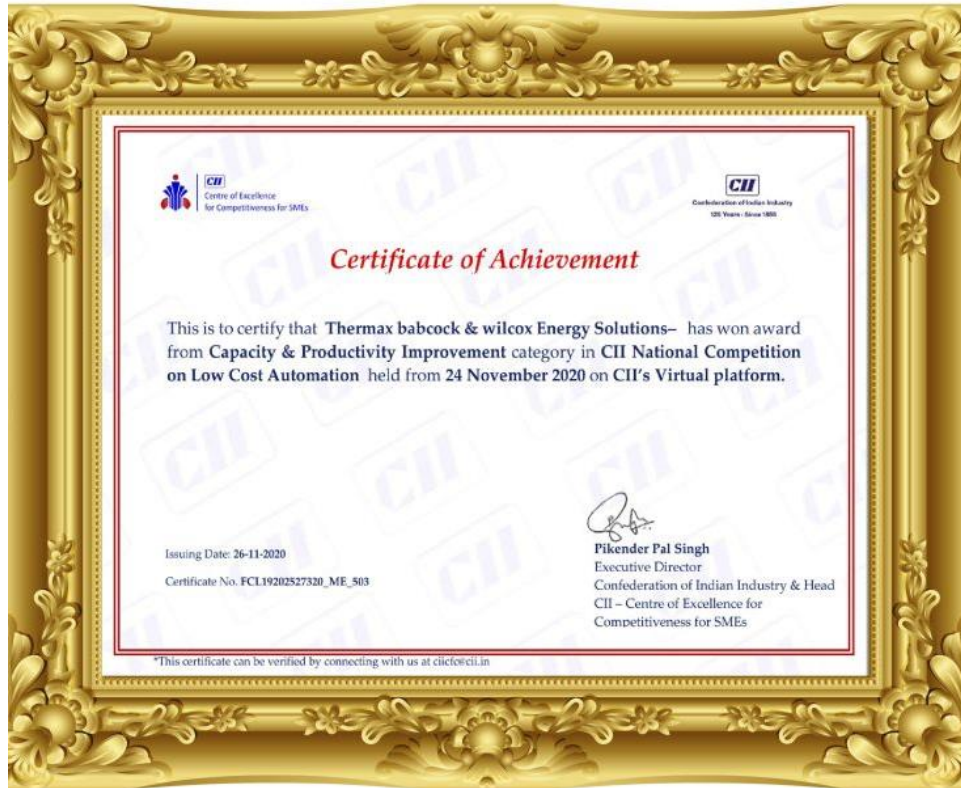 CII
Centre of Excellence
for Competitiveness for SMEs
CII
Confederation of Indian Industry
125 Years - Since 1895
Certificate of Achievement
This is to certify that Thermax babcock & wilcox Energy Solutions– has won award
from Capacity & Productivity Improvement category in CII National Competition
on Low Cost Automation held from 24 November 2020 on CII's Virtual platform.
Issuing Date: 26-11-2020
Certificate No. FCL19202527320_ME_503
Pikender Pal Singh
Executive Director
Confederation of Indian Industry & Head
CII – Centre of Excellence for
Competitiveness for SMEs
*This certificate can be verified by connecting with us at ciicfc@cii.in